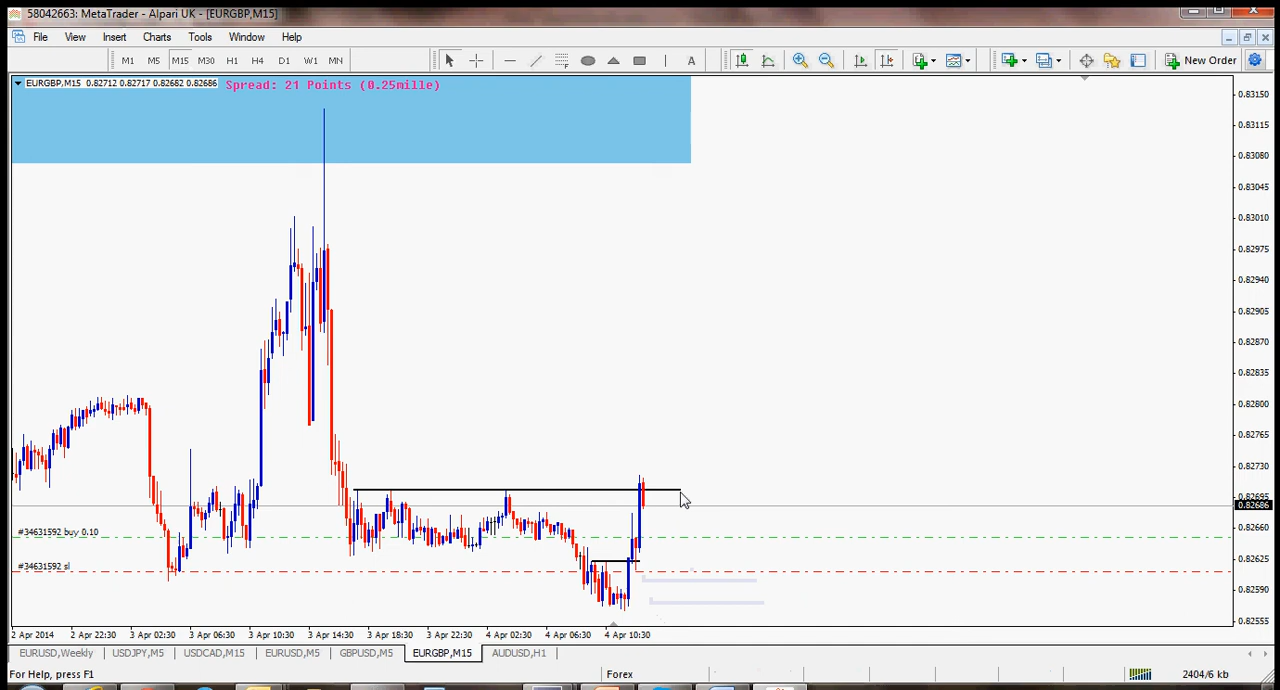 58042663: MetaTrader - Alpari UK - [EURGBP,M15]
File View Insert Charts Tools Window Help
M1 M5 M15 M30 H1 H4 D1 W1 MN A New Order
EURGBP,M15 0.82712 0.82717 0.82682 0.82686 Spread: 21 Points (0.25mille)
0.83150
0.83115
0.83080
0.83045
0.83010
0.82975
0.82940
0.82905
0.82870
0.82835
0.82800
0.82765
0.82730
0.82695
0.82686
#34631592 buy 0.10 0.82660
0.82625
#34631592 sl
0.82590
0.82555
2 Apr 2014 2 Apr 22:30 3 Apr 02:30 3 Apr 06:30 3 Apr 10:30 3 Apr 14:30 3 Apr 18:30 3 Apr 22:30 4 Apr 02:30 4 Apr 06:30 4 Apr 10:30
EURUSD,Weekly USDJPY,M5 USDCAD,M15 EURUSD,M5 GBPUSD,M5 EURGBP,M15 AUDUSD,H1
For Help, press F1 Forex 2404/6 kb